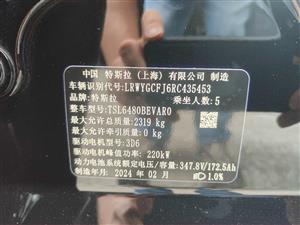 中国 特斯拉（上海）有限公司 制造
车辆识别代号：LRWYGCFJ6RC435453
品牌：特斯拉 乘坐人数：5
整车型号：TSL6480BEVAR0
最大允许总质量：2319 kg
最大允许牵引质量：0 kg
驱动电机型号：3D6
驱动电机峰值功率：220kW
动力电池系统额定电压/容量：347.8V/172.5Ah
制造年月：2024 年 02 月 1.0%